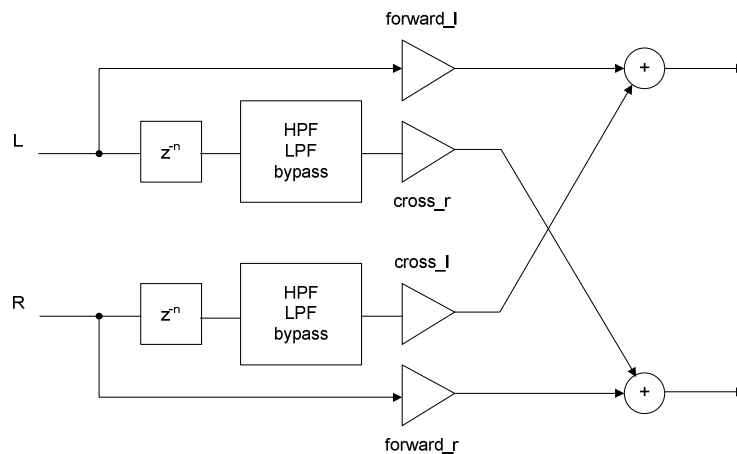 forward_l
+
L
z-n
HPF
LPF
bypass
cross_r
cross_l
R
z-n
HPF
LPF
bypass
+
forward_r